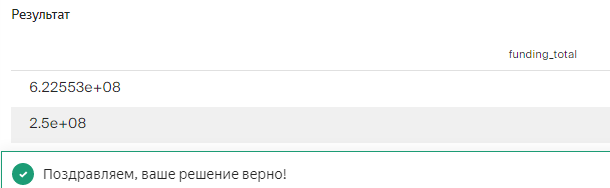 Результат
funding_total
6.22553e+08
2.5e+08
Поздравляем, ваше решение верно!